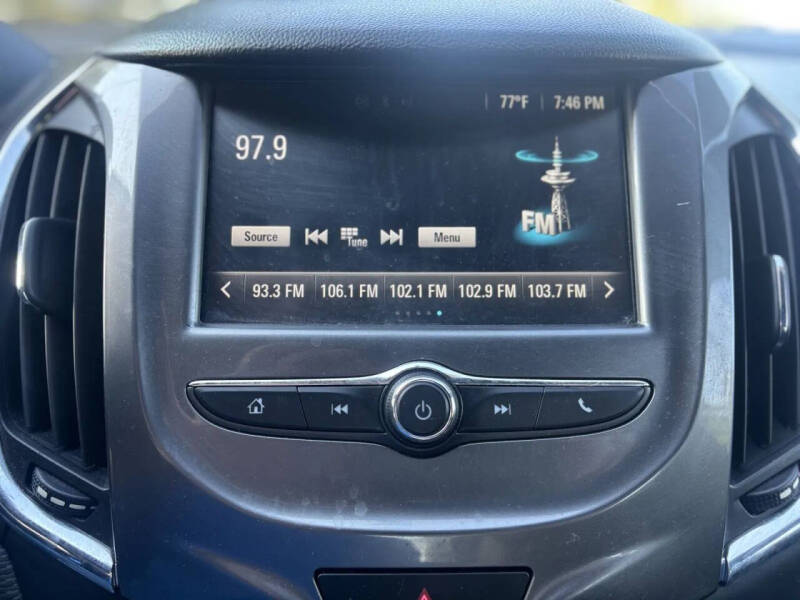 77°F 7:46 PM
97.9
FM
Source Tune Menu
93.3 FM 106.1 FM 102.1 FM 102.9 FM 103.7 FM